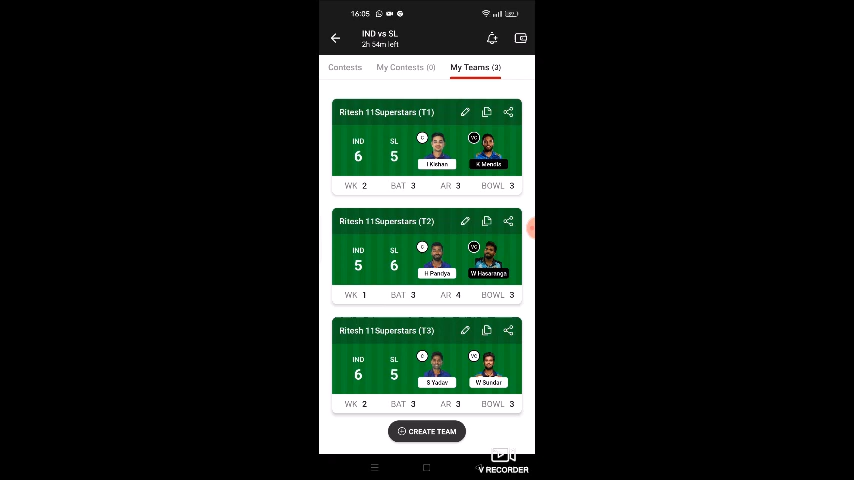 16:05
IND vs SL
2h 54m left
Contests My Contests (0) My Teams (3)
Ritesh 11Superstars (T1)
IND SL C VC
6 5
I Kishan K Mendis
WK 2 BAT 3 AR 3 BOWL 3
Ritesh 11Superstars (T2)
IND SL C VC
5 6
H Pandya W Hasaranga
WK 1 BAT 3 AR 4 BOWL 3
Ritesh 11Superstars (T3)
IND SL C VC
6 5
S Yadav W Sundar
WK 2 BAT 3 AR 3 BOWL 3
CREATE TEAM
V RECORDER